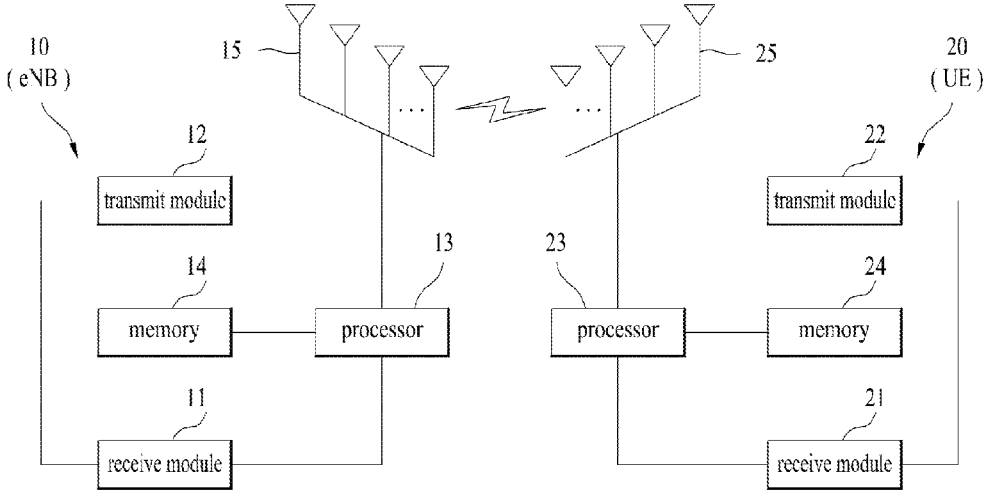 10
( eNB )
15
25
20
( UE )
12
transmit module
22
transmit module
14
memory
13
processor
23
processor
24
memory
11
receive module
21
receive module